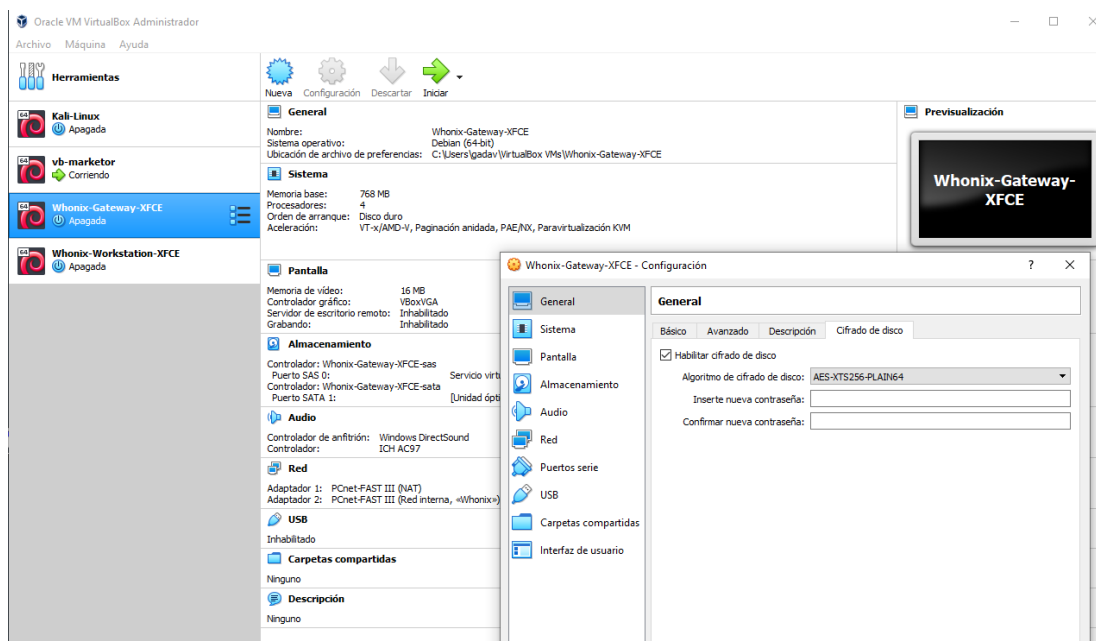 Oracle VM VirtualBox Administrador
Archivo Máquina Ayuda
Herramientas
Nueva Configuración Descartar Iniciar
64 Kali-Linux
Apagada
64 vb-marketor
Corriendo
64 Whonix-Gateway-XFCE
Apagada
64 Whonix-Workstation-XFCE
Apagada
General
Nombre: Whonix-Gateway-XFCE
Sistema operativo: Debian (64-bit)
Ubicación de archivo de preferencias: C:\Users\gadav\VirtualBox VMs\Whonix-Gateway-XFCE
Sistema
Memoria base: 768 MB
Procesadores: 4
Orden de arranque: Disco duro
Aceleración: VT-x/AMD-V, Paginación anidada, PAE/NX, Paravirtualización KVM
Pantalla
Memoria de vídeo: 16 MB
Controlador gráfico: VBoxVGA
Servidor de escritorio remoto: Inhabilitado
Grabando: Inhabilitado
Almacenamiento
Controlador: Whonix-Gateway-XFCE-sas
Puerto SAS 0: Servicio virtu
Controlador: Whonix-Gateway-XFCE-sata
Puerto SATA 1: [Unidad ópti
Audio
Controlador de anfitrión: Windows DirectSound
Controlador: ICH AC97
Red
Adaptador 1: PCnet-FAST III (NAT)
Adaptador 2: PCnet-FAST III (Red interna, «Whonix»)
USB
Inhabilitado
Carpetas compartidas
Ninguno
Descripción
Ninguno
Previsualización
Whonix-Gateway-
XFCE
Whonix-Gateway-XFCE - Configuración ?
General
Sistema
Pantalla
Almacenamiento
Audio
Red
Puertos serie
USB
Carpetas compartidas
Interfaz de usuario
General
Básico Avanzado Descripción Cifrado de disco
Habilitar cifrado de disco
Algoritmo de cifrado de disco: AES-XTS256-PLAIN64
Inserte nueva contraseña:
Confirmar nueva contraseña: